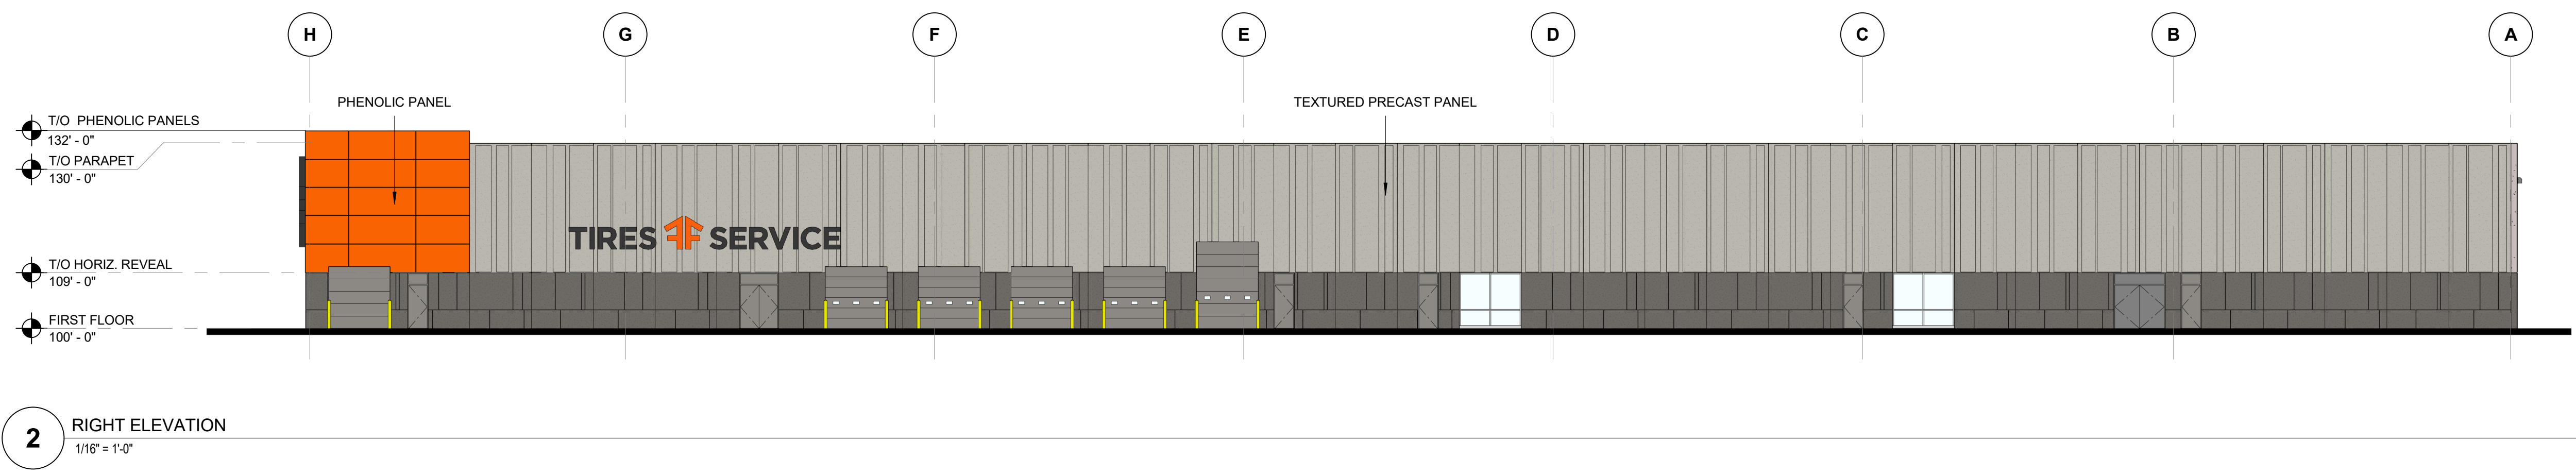 H G F E D C B A
PHENOLIC PANEL
TEXTURED PRECAST PANEL
T/O PHENOLIC PANELS
132' - 0"
T/O PARAPET
130' - 0"
TIRES SERVICE
T/O HORIZ. REVEAL
109' - 0"
FIRST FLOOR
100' - 0"
2
RIGHT ELEVATION
1/16" = 1'-0"